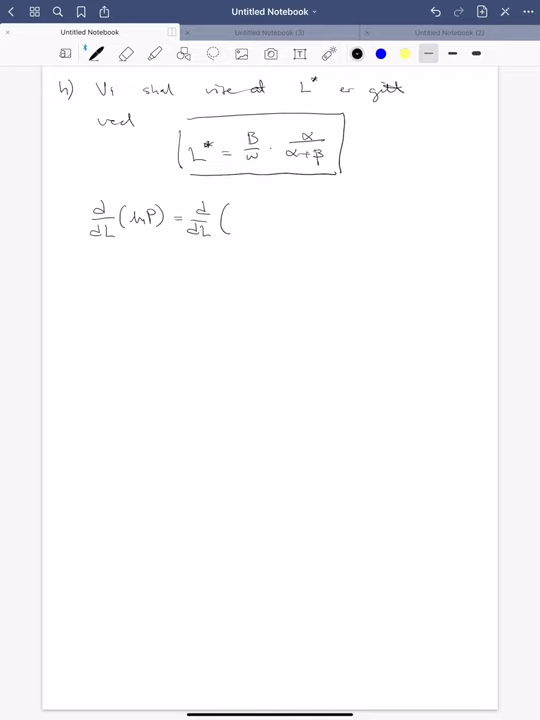 Untitled Notebook
Untitled Notebook
Untitled Notebook (3)
Untitled Notebook (2)
h) Vi skal vise at L* er gitt
ved
L* = B/w · α/(α+β)
d/dL (ln P) = d/dL (